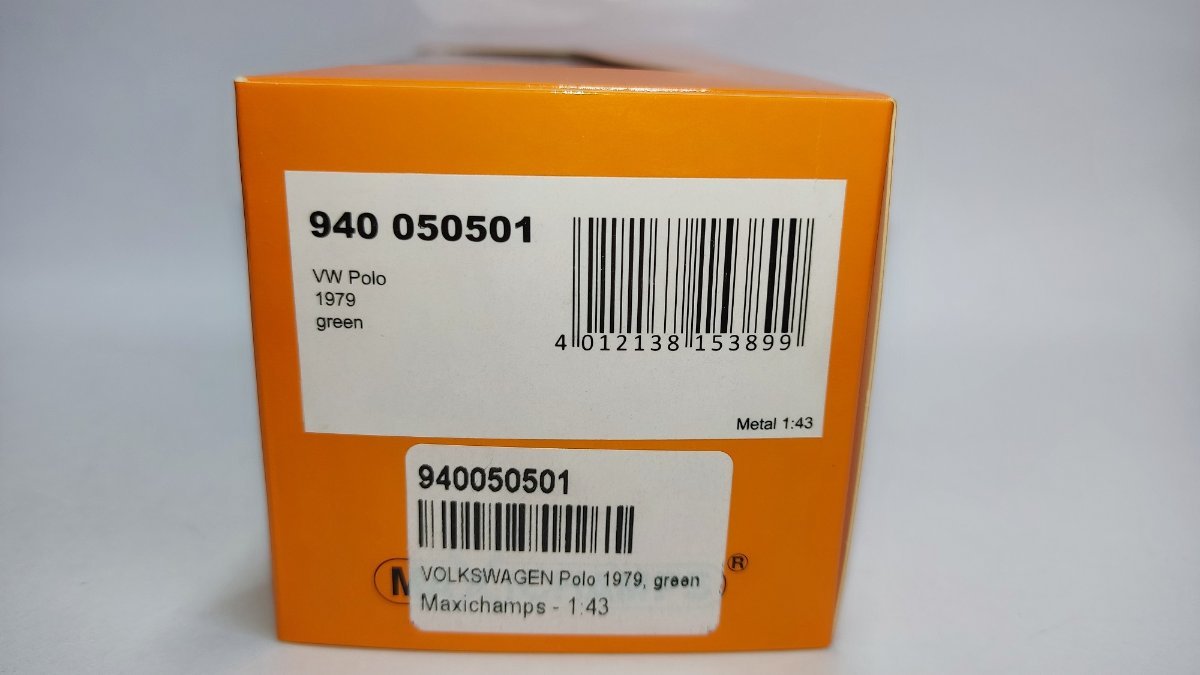 940 050501
VW Polo
1979
green
4 012138 153899
Metal 1:43
940050501
VOLKSWAGEN Polo 1979, green
Maxichamps - 1:43
M ®